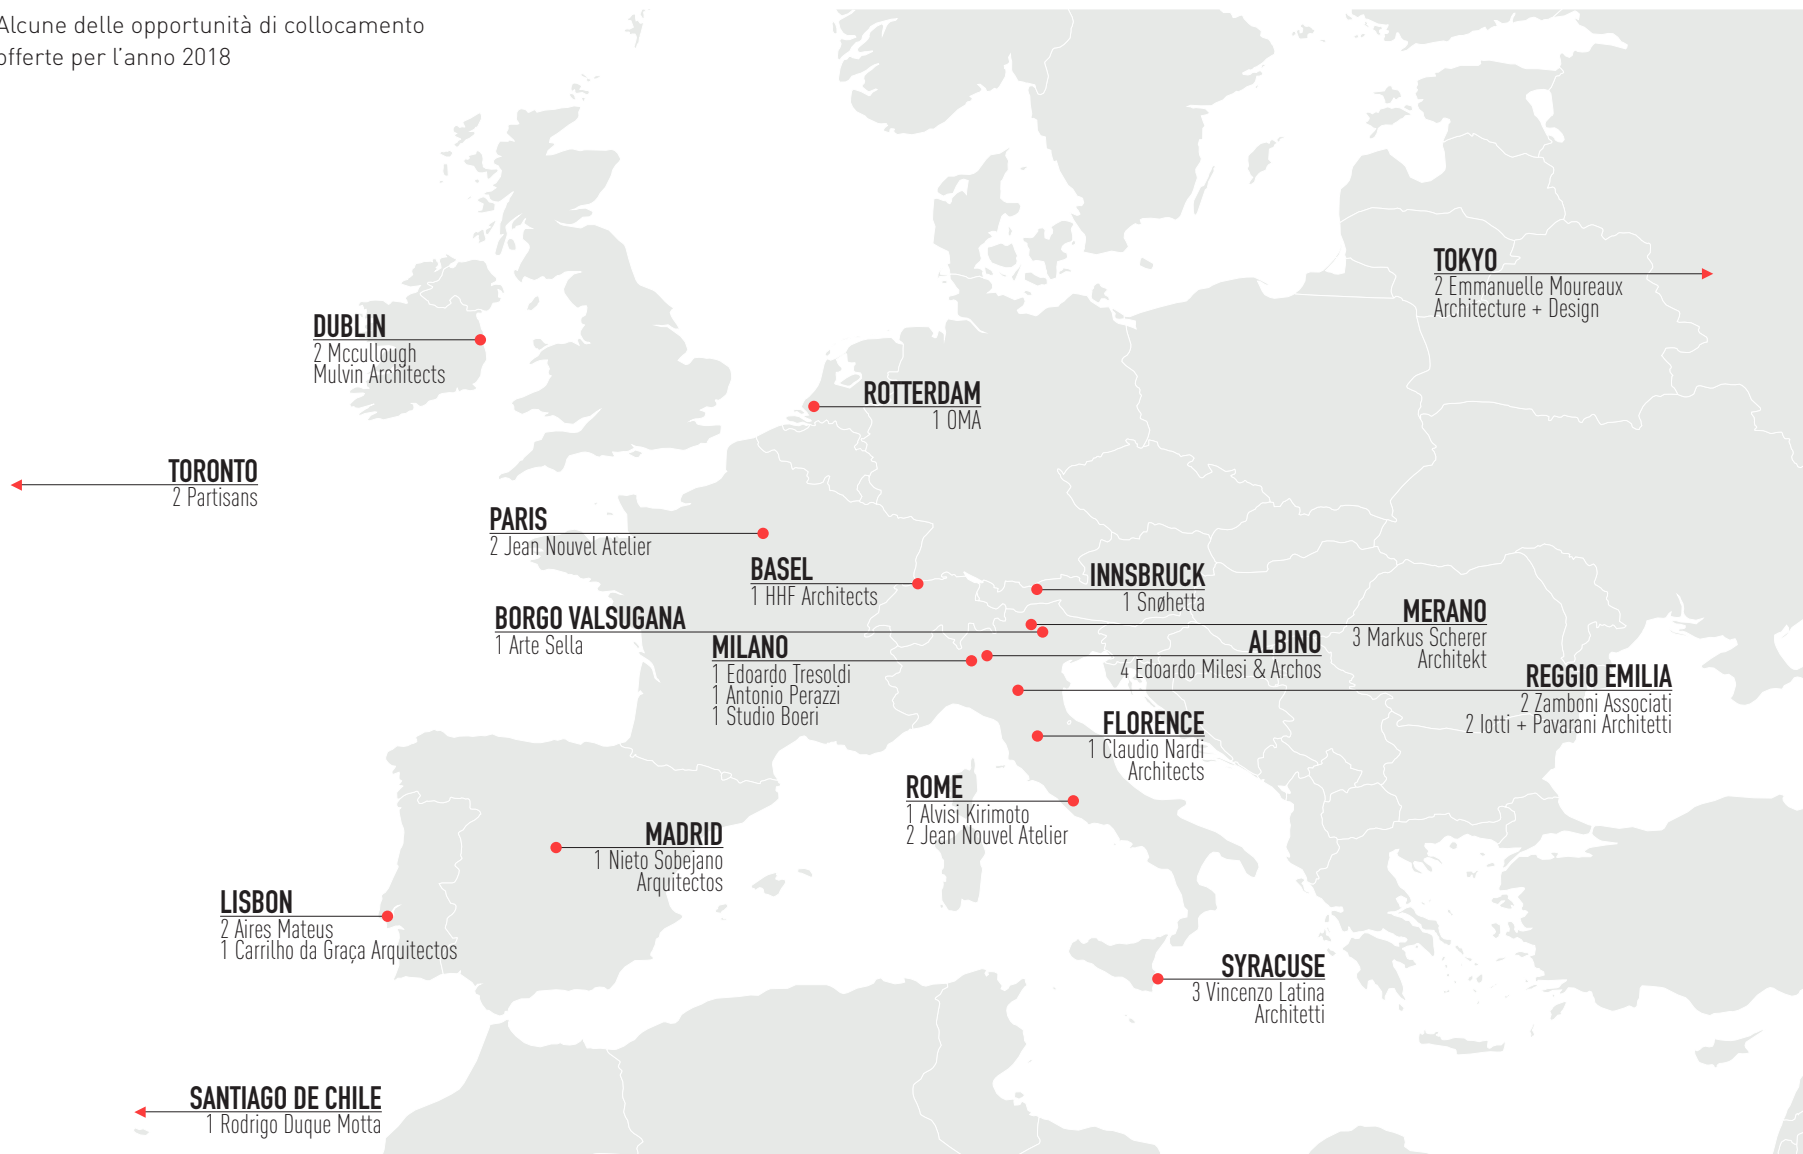 Alcune delle opportunità di collocamento
offerte per l'anno 2018
TOKYO
2 Emmanuelle Moureaux
Architecture + Design
DUBLIN
2 Mccullough
Mulvin Architects
ROTTERDAM
1 OMA
TORONTO
2 Partisans
PARIS
2 Jean Nouvel Atelier
BASEL
1 HHF Architects
INNSBRUCK
1 Snøhetta
BORGO VALSUGANA
1 Arte Sella
MERANO
3 Markus Scherer
Architekt
MILANO
1 Edoardo Tresoldi
1 Antonio Perazzi
1 Studio Boeri
ALBINO
4 Edoardo Milesi & Archos
REGGIO EMILIA
2 Zamboni Associati
2 Iotti + Pavarani Architetti
FLORENCE
1 Claudio Nardi
Architects
ROME
1 Alvisi Kirimoto
2 Jean Nouvel Atelier
MADRID
1 Nieto Sobejano
Arquitectos
LISBON
2 Aires Mateus
1 Carrilho da Graça Arquitectos
SYRACUSE
3 Vincenzo Latina
Architetti
SANTIAGO DE CHILE
1 Rodrigo Duque Motta